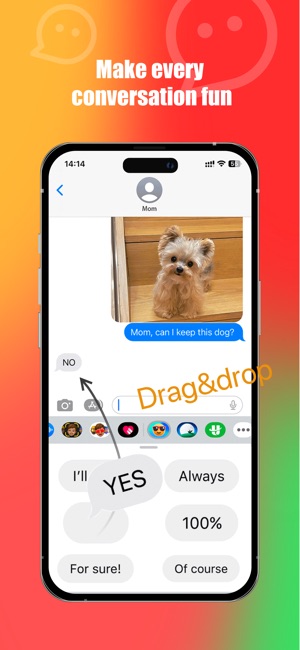 Make every
conversation fun
14:14
Mom
Mom, can I keep this dog?
NO
Drag&drop
I'll
YES
Always
100%
For sure!
Of course